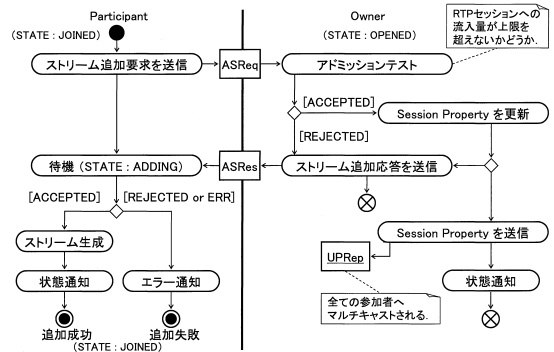 Participant
Owner
(STATE : JOINED)
(STATE : OPENED)
RTPセッションへの
流入量が上限を
超えないかどうか.
ストリーム追加要求を送信
ASReq
アドミッションテスト
[ACCEPTED]
Session Property を更新
[REJECTED]
待機 (STATE : ADDING)
ASRes
ストリーム追加応答を送信
[ACCEPTED]
[REJECTED or ERR]
ストリーム生成
Session Property を送信
UPRep
状態通知
エラー通知
状態通知
全ての参加者へ
マルチキャストされる.
追加成功
追加失敗
(STATE : JOINED)